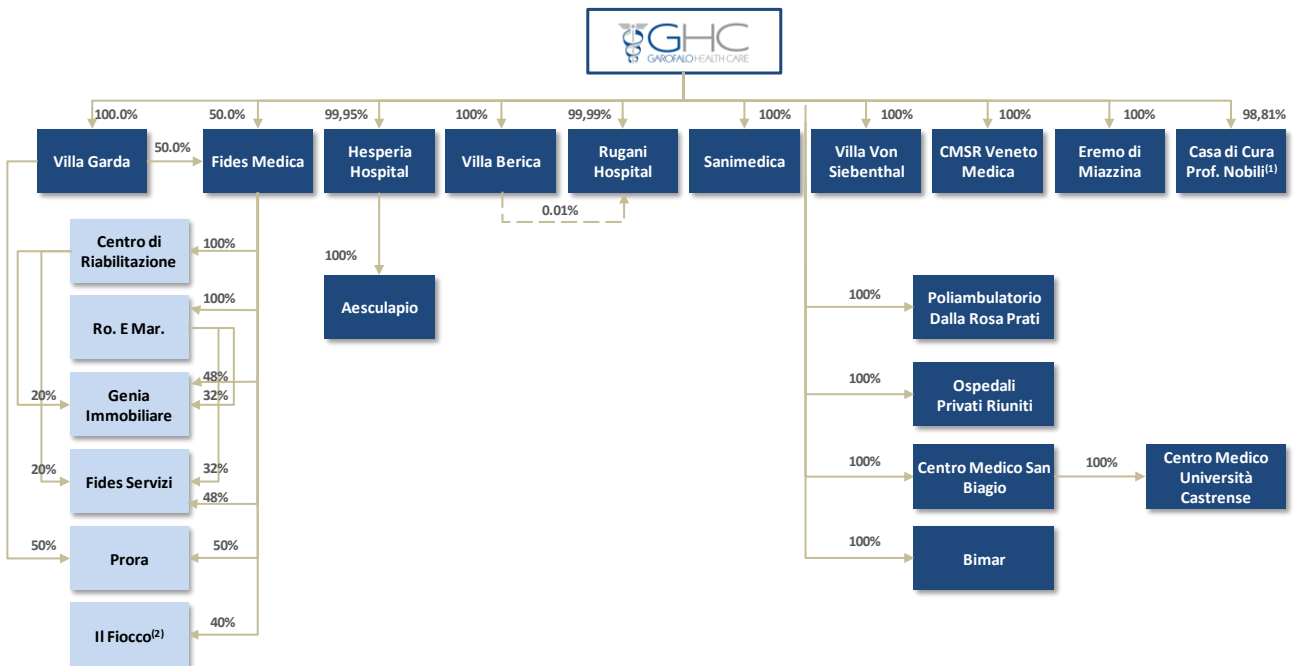 GHC
GAROFALO HEALTH CARE
100.0%
50.0%
99,95%
100%
99,99%
100%
100%
100%
100%
98,81%
Villa Garda
50.0%
Fides Medica
Hesperia
Hospital
Villa Berica
Rugani
Hospital
Sanimedica
Villa Von
Siebenthal
CMSR Veneto
Medica
Eremo di
Miazzina
Casa di Cura
Prof. Nobili(1)
0.01%
Centro di
Riabilitazione
100%
100%
Aesculapio
100%
Poliambulatorio
Dalla Rosa Prati
100%
Ro. E Mar.
48%
20%
Genia
Immobiliare
32%
100%
Ospedali
Privati Riuniti
32%
20%
Fides Servizi
48%
100%
Centro Medico San
Biagio
100%
Centro Medico
Università
Castrense
50%
Prora
50%
100%
Bimar
Il Fiocco(2)
40%